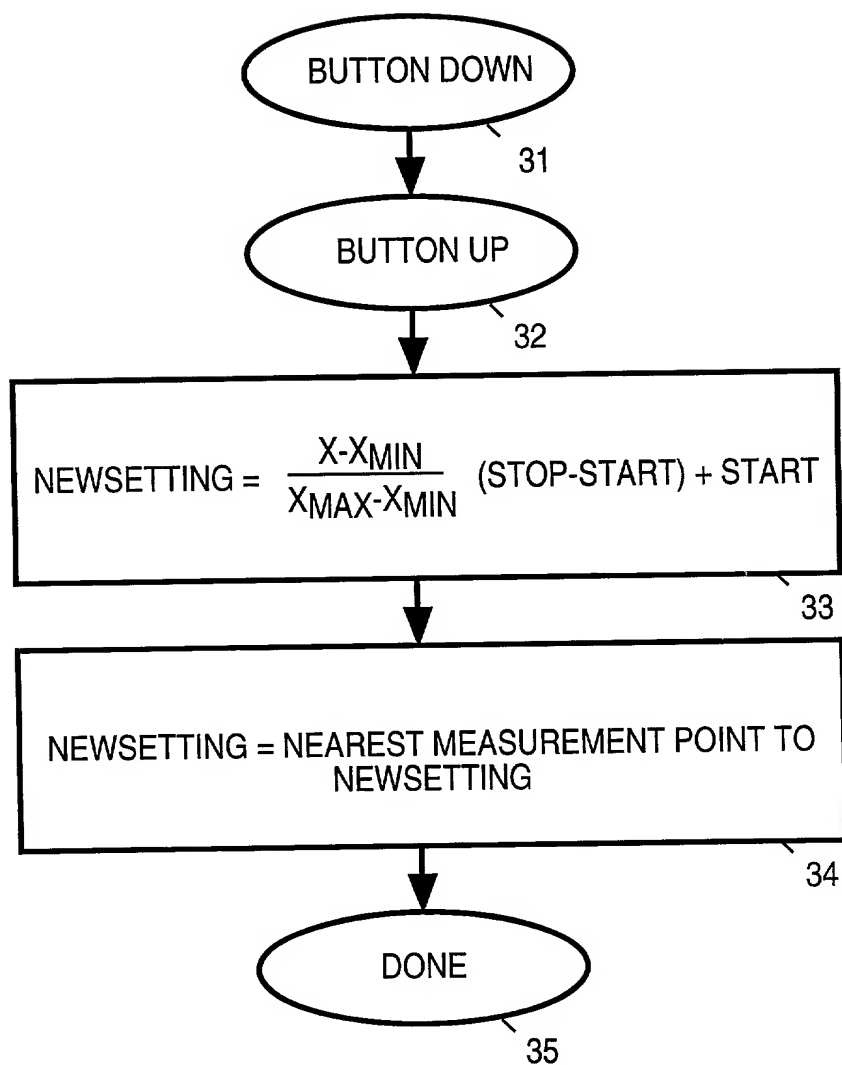 BUTTON DOWN
31
BUTTON UP
32
NEWSETTING = X-XMIN / XMAX-XMIN (STOP-START) + START
33
NEWSETTING = NEAREST MEASUREMENT POINT TO
NEWSETTING
34
DONE
35